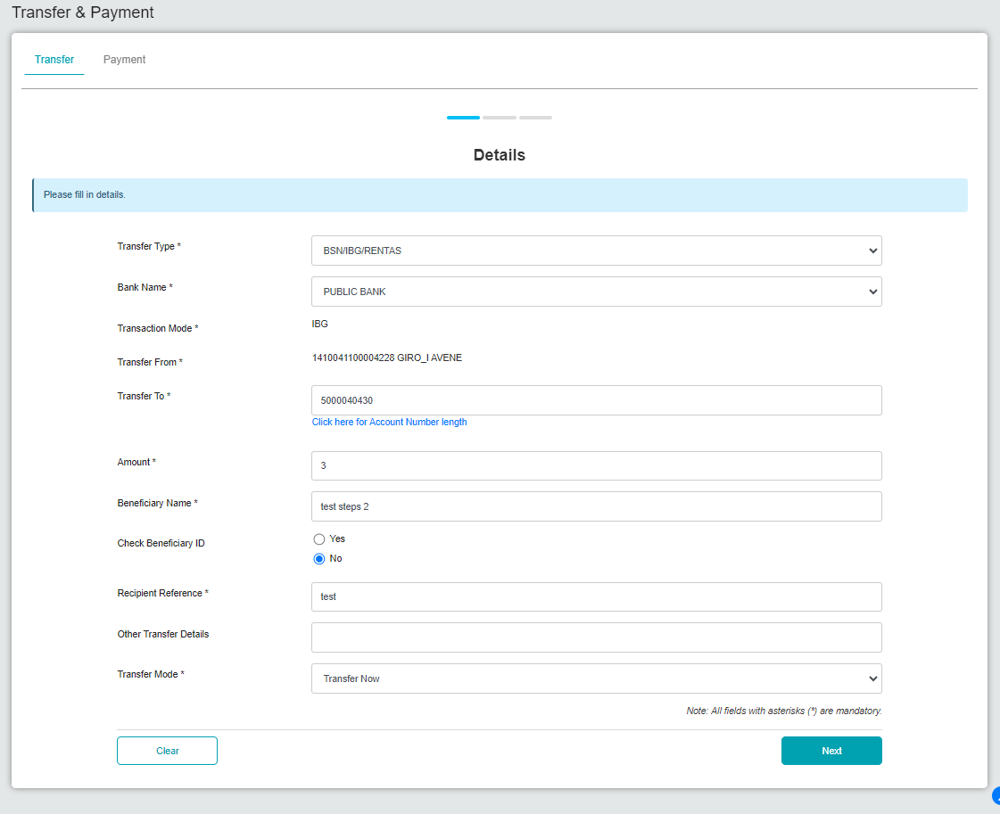 Transfer & Payment
Transfer Payment
Details
Please fill in details.
Transfer Type * BSN/IBG/RENTAS
Bank Name * PUBLIC BANK
Transaction Mode * IBG
Transfer From * 1410041100004228 GIRO_I AVENE
Transfer To * 5000040430
Click here for Account Number length
Amount * 3
Beneficiary Name * test steps 2
Check Beneficiary ID Yes
No
Recipient Reference * test
Other Transfer Details
Transfer Mode * Transfer Now
Note: All fields with asterisks (*) are mandatory.
Clear Next